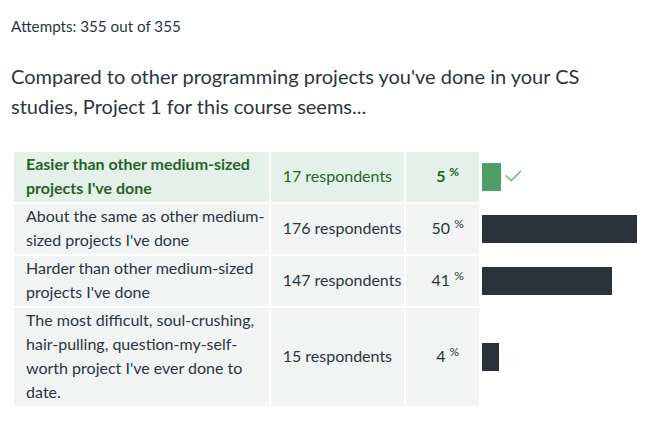 Attempts: 355 out of 355
Compared to other programming projects you've done in your CS
studies, Project 1 for this course seems...
Easier than other medium-sized
projects I've done
17 respondents
5 %
About the same as other medium-
sized projects I've done
176 respondents
50 %
Harder than other medium-sized
projects I've done
147 respondents
41 %
The most difficult, soul-crushing,
hair-pulling, question-my-self-
worth project I've ever done to
date.
15 respondents
4 %